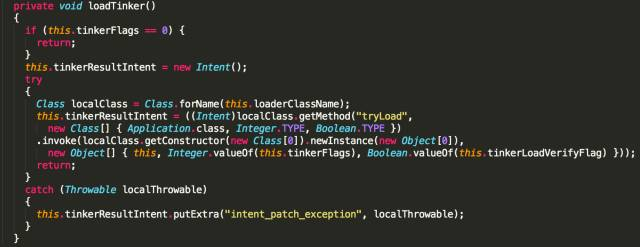 private void loadTinker()
{
if (this.tinkerFlags == 0) {
return;
}
this.tinkerResultIntent = new Intent();
try
{
Class localClass = Class.forName(this.loaderClassName);
this.tinkerResultIntent = ((Intent)localClass.getMethod("tryLoad",
new Class[] { Application.class, Integer.TYPE, Boolean.TYPE })
.invoke(localClass.getConstructor(new Class[0]).newInstance(new Object[0]),
new Object[] { this, Integer.valueOf(this.tinkerFlags), Boolean.valueOf(this.tinkerLoadVerifyFlag) }));
return;
}
catch (Throwable localThrowable)
{
this.tinkerResultIntent.putExtra("intent_patch_exception", localThrowable);
}
}